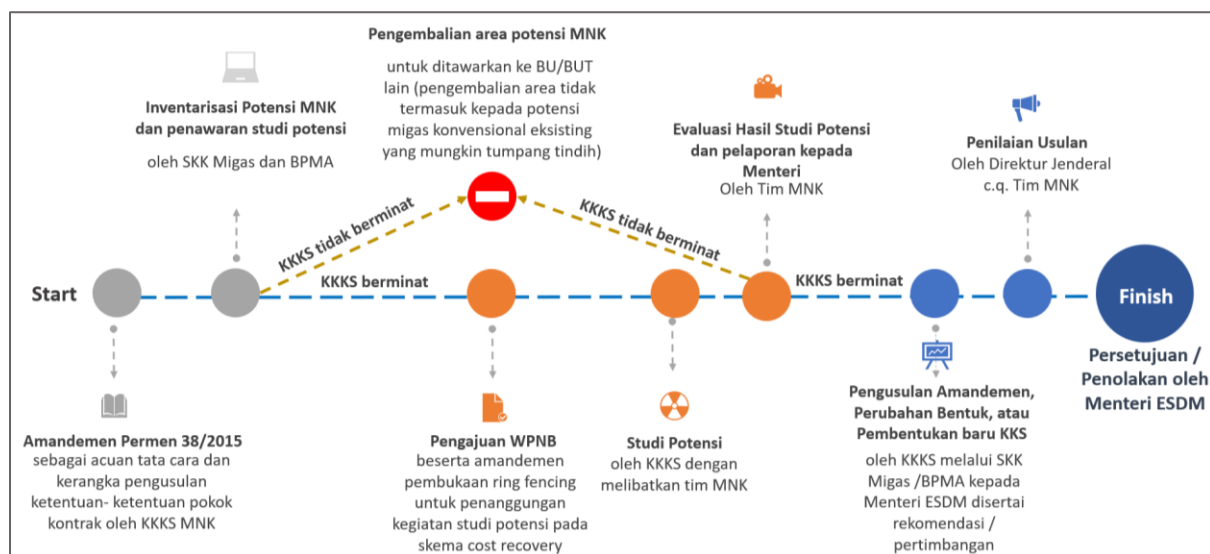 Pengembalian area potensi MNK
untuk ditawarkan ke BU/BUT
lain (pengembalian area tidak
termasuk kepada potensi
migas konvensional eksisting
yang mungkin tumpang tindih)
Inventarisasi Potensi MNK
dan penawaran studi potensi
oleh SKK Migas dan BPMA
Evaluasi Hasil Studi Potensi
dan pelaporan kepada
Menteri
Oleh Tim MNK
Penilaian Usulan
Oleh Direktur Jenderal
c.q. Tim MNK
KKKS tidak berminat
KKKS tidak berminat
Start
KKKS berminat
KKKS berminat
Finish
Persetujuan /
Penolakan oleh
Menteri ESDM
Amandemen Permen 38/2015
sebagai acuan tata cara dan
kerangka pengusulan
ketentuan- ketentuan pokok
kontrak oleh KKKS MNK
Pengajuan WPNB
beserta amandemen
pembukaan ring fencing
untuk penanggungan
kegiatan studi potensi pada
skema cost recovery
Studi Potensi
oleh KKKS dengan
melibatkan tim MNK
Pengusulan Amandemen,
Perubahan Bentuk, atau
Pembentukan baru KKS
oleh KKKS melalui SKK
Migas /BPMA kepada
Menteri ESDM disertai
rekomendasi /
pertimbangan